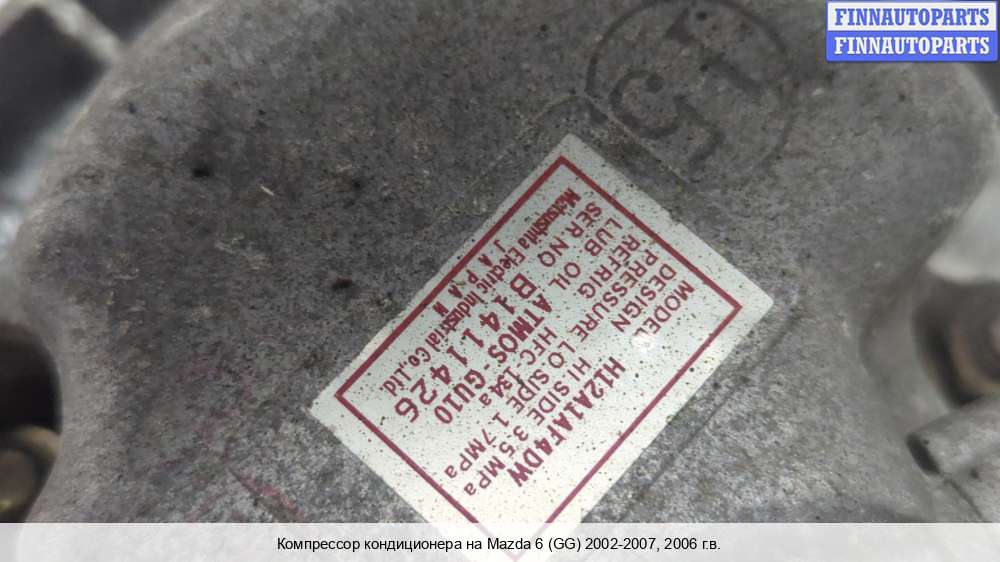 FINNAUTOPARTS
FINNAUTOPARTS
MODEL H12A1AF4DW
DESIGN HI SIDE 3.5MPa
PRESSURE LO SIDE 1.7MPa
REFRIG HFC-134a
LUB. OIL ATMOS-GU10
SER.NO. B1411426
Matsushita Electric Industrial Co.,Ltd
J A P A N
Компрессор кондиционера на Mazda 6 (GG) 2002-2007, 2006 г.в.